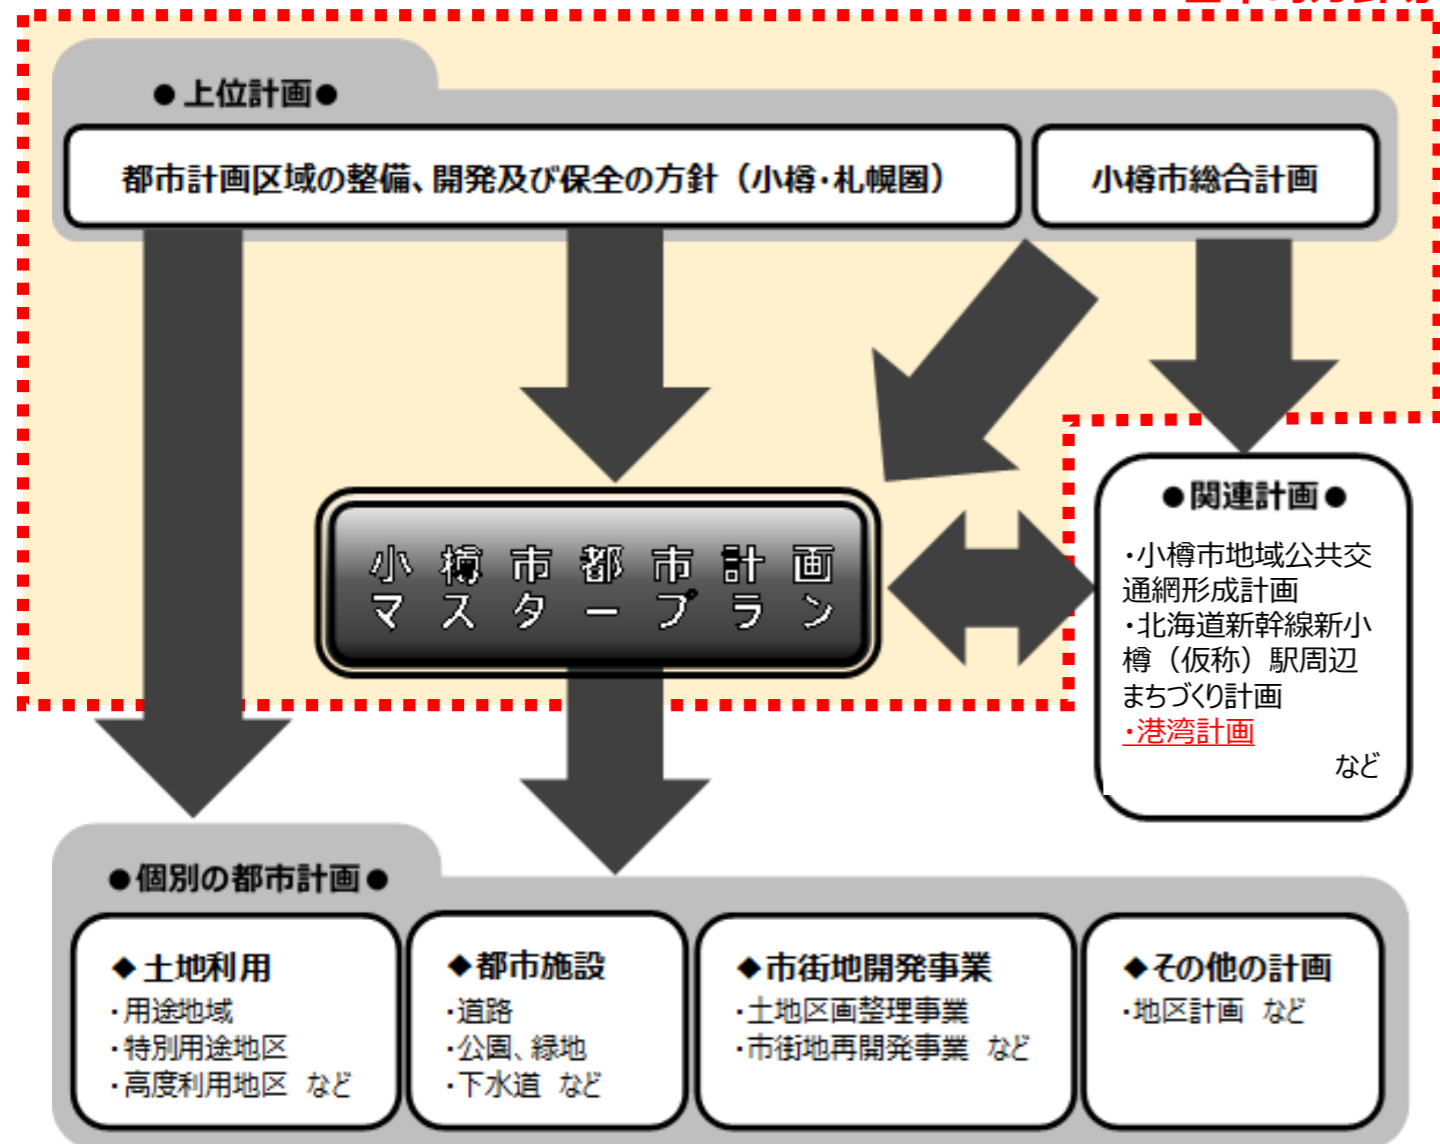 ●上位計画●
都市計画区域の整備、開発及び保全の方針（小樽・札幌圏）
小樽市総合計画
小樽市都市計画
マスタープラン
●関連計画●
・小樽市地域公共交
通網形成計画
・北海道新幹線新小
樽（仮称）駅周辺
まちづくり計画
・港湾計画
など
●個別の都市計画●
◆土地利用
・用途地域
・特別用途地区
・高度利用地区 など
◆都市施設
・道路
・公園、緑地
・下水道 など
◆市街地開発事業
・土地区画整理事業
・市街地再開発事業 など
◆その他の計画
・地区計画 など